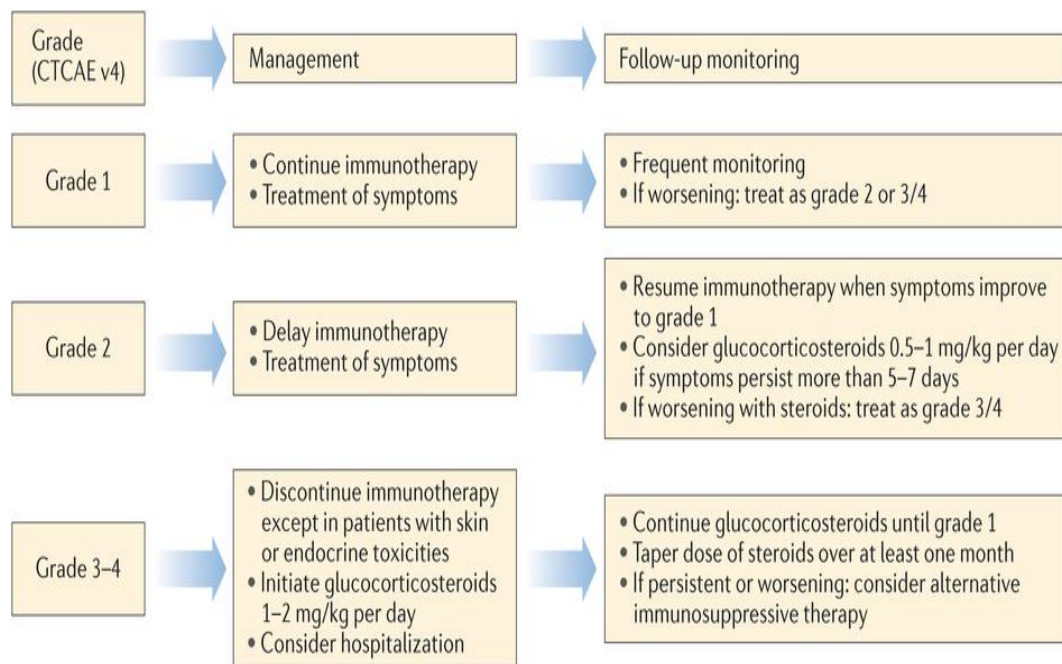 Grade
(CTCAE v4)
Management
Follow-up monitoring
Grade 1
• Continue immunotherapy
• Treatment of symptoms
• Frequent monitoring
• If worsening: treat as grade 2 or 3/4
Grade 2
• Delay immunotherapy
• Treatment of symptoms
• Resume immunotherapy when symptoms improve
to grade 1
• Consider glucocorticosteroids 0.5–1 mg/kg per day
if symptoms persist more than 5–7 days
• If worsening with steroids: treat as grade 3/4
Grade 3–4
• Discontinue immunotherapy
except in patients with skin
or endocrine toxicities
• Initiate glucocorticosteroids
1–2 mg/kg per day
• Consider hospitalization
• Continue glucocorticosteroids until grade 1
• Taper dose of steroids over at least one month
• If persistent or worsening: consider alternative
immunosuppressive therapy